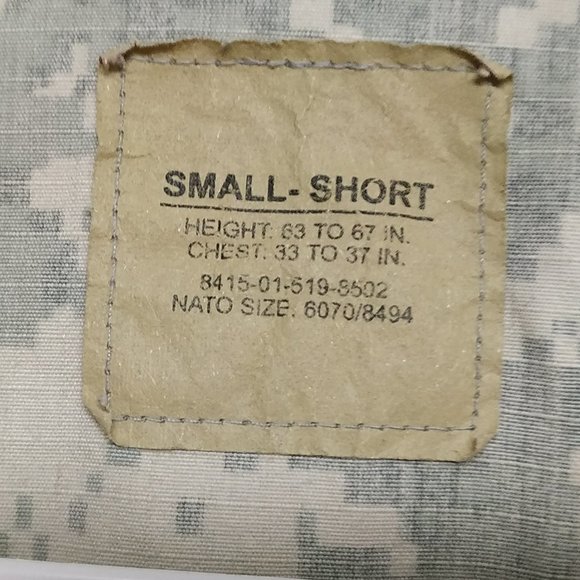 SMALL-SHORT
HEIGHT: 63 TO 67 IN.
CHEST: 33 TO 37 IN.
8415-01-519-8502
NATO SIZE: 6070/8494